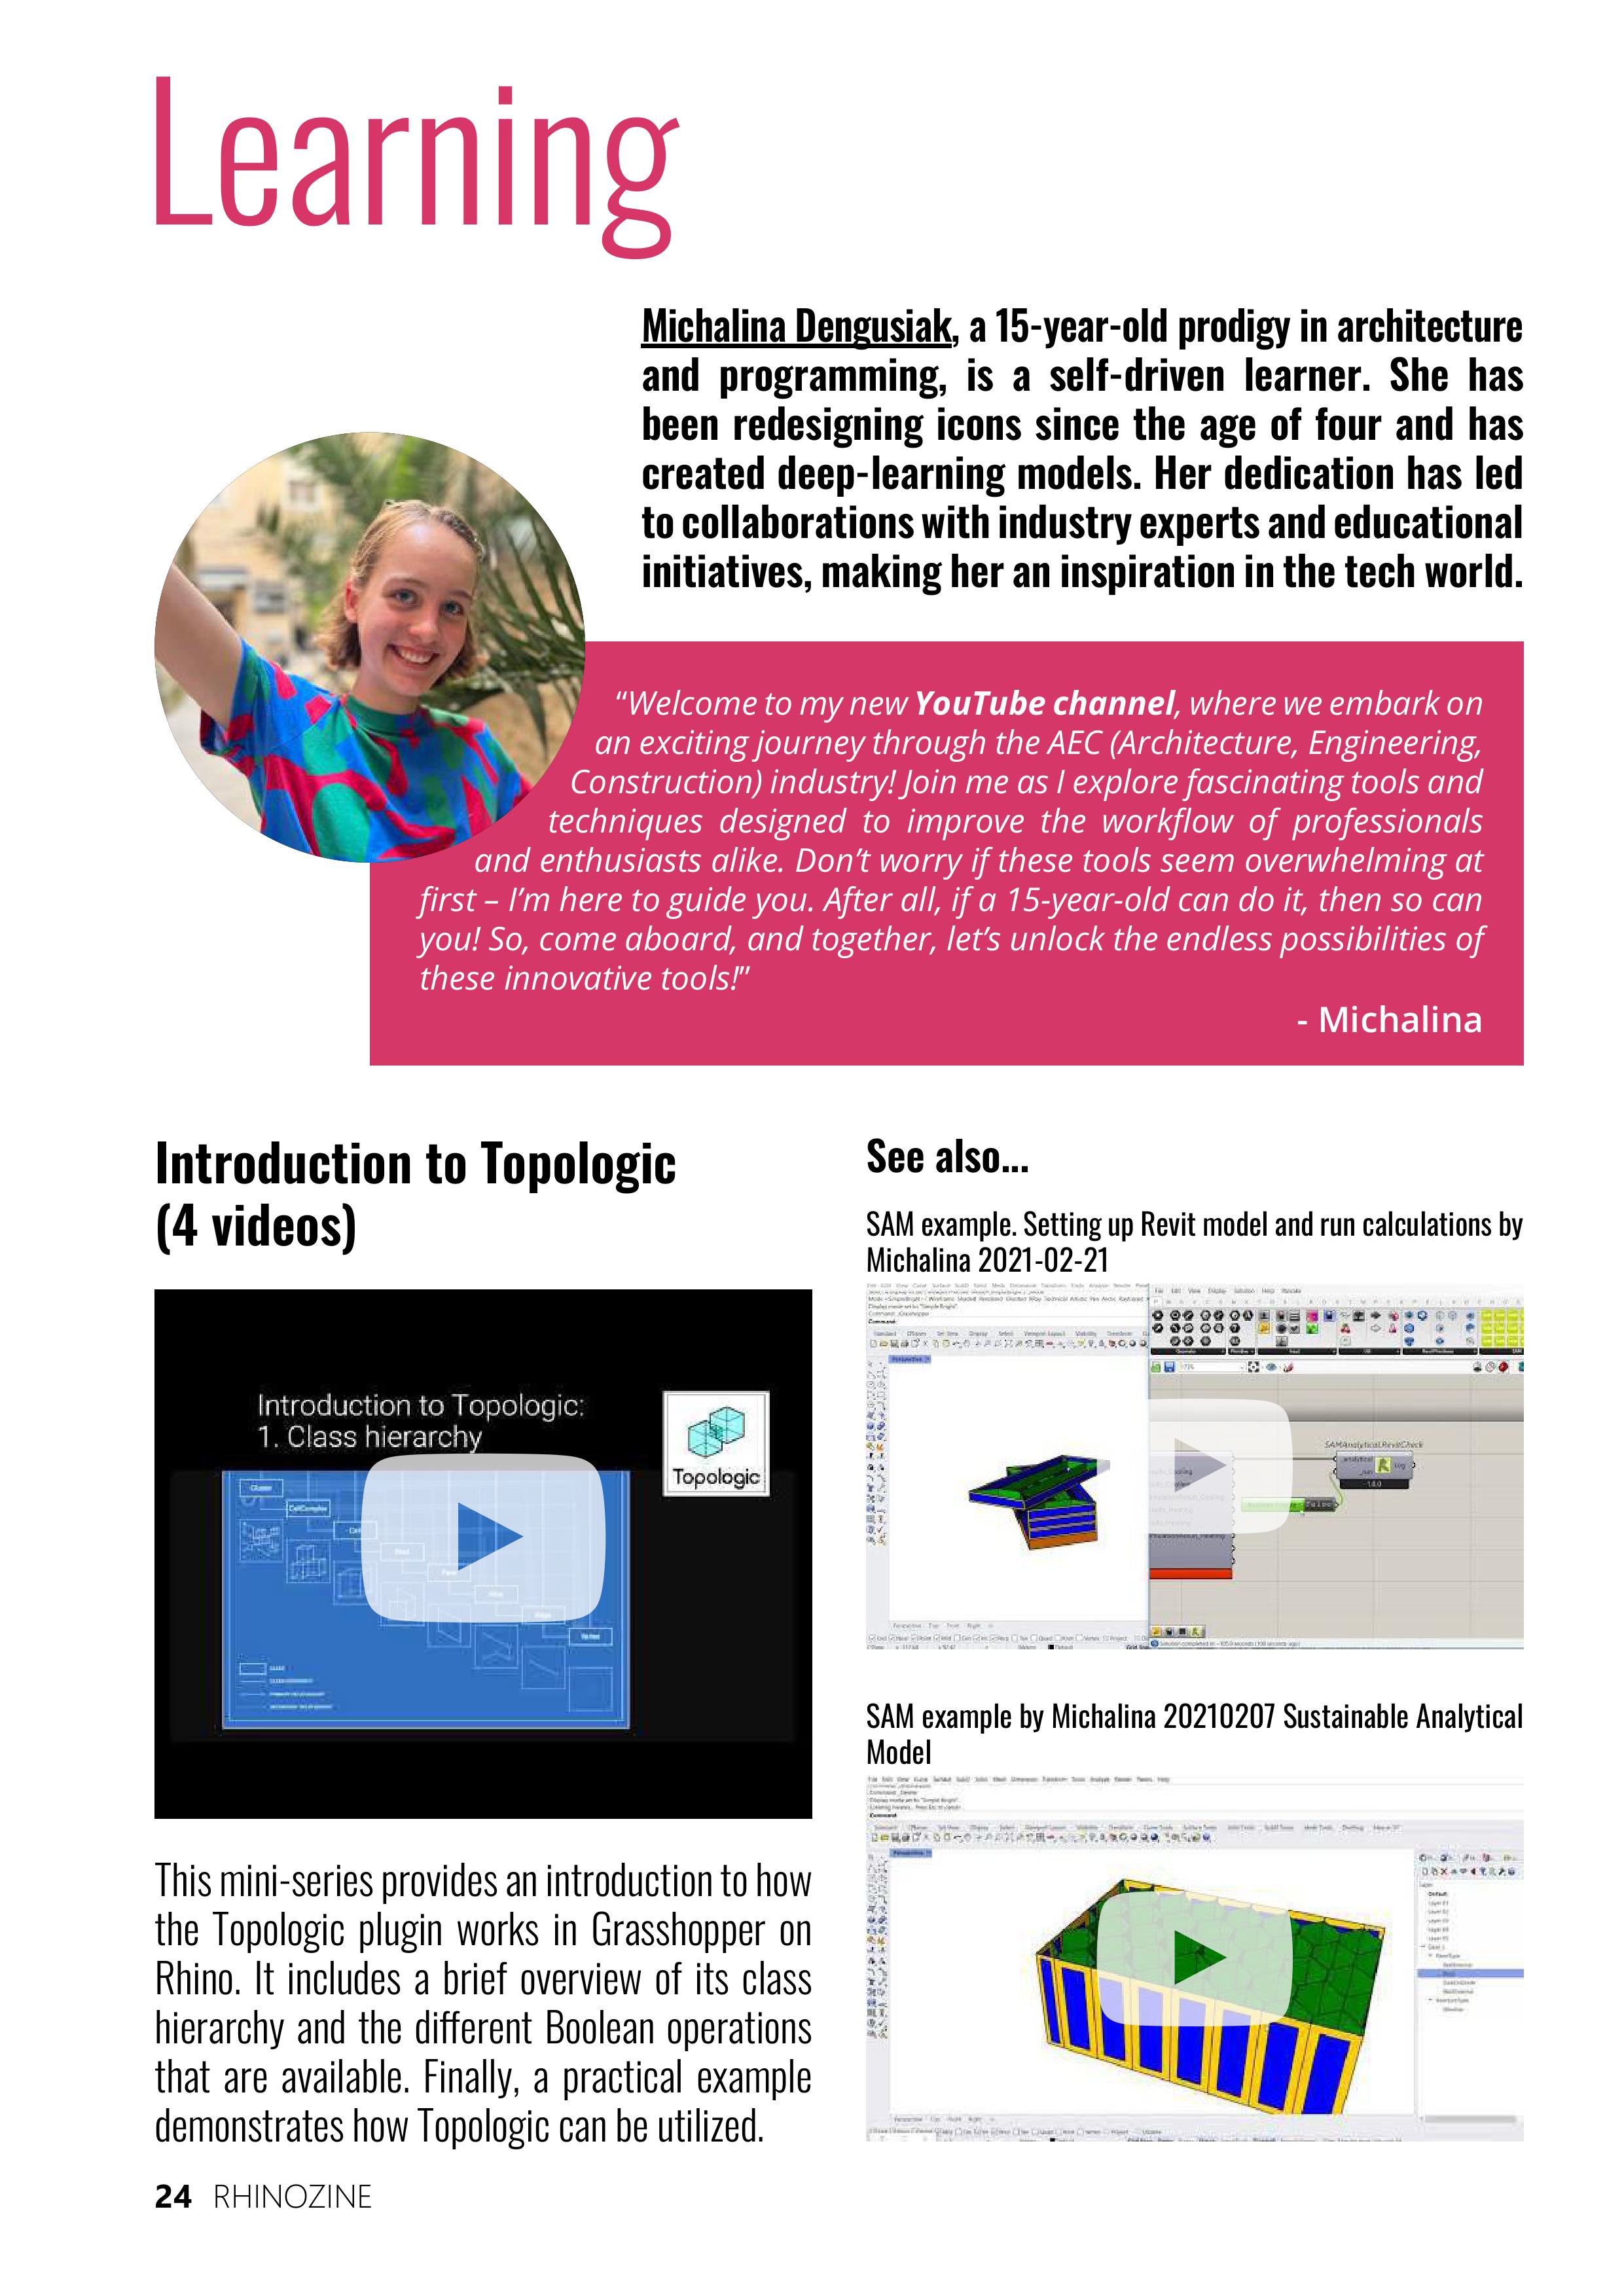 Learning
Michalina Dengusiak, a 15-year-old prodigy in architecture
and programming, is a self-driven learner. She has
been redesigning icons since the age of four and has
created deep-learning models. Her dedication has led
to collaborations with industry experts and educational
initiatives, making her an inspiration in the tech world.
“Welcome to my new YouTube channel, where we embark on
an exciting journey through the AEC (Architecture, Engineering,
Construction) industry! Join me as I explore fascinating tools and
techniques designed to improve the workflow of professionals
and enthusiasts alike. Don’t worry if these tools seem overwhelming at
first – I’m here to guide you. After all, if a 15-year-old can do it, then so can
you! So, come aboard, and together, let’s unlock the endless possibilities of
these innovative tools!”
- Michalina
Introduction to Topologic
(4 videos)
Introduction to Topologic:
1. Class hierarchy
Topologic
This mini-series provides an introduction to how
the Topologic plugin works in Grasshopper on
Rhino. It includes a brief overview of its class
hierarchy and the different Boolean operations
that are available. Finally, a practical example
demonstrates how Topologic can be utilized.
See also...
SAM example. Setting up Revit model and run calculations by
Michalina 2021-02-21
SAMAnalytical.RevitCheck
SAM example by Michalina 20210207 Sustainable Analytical
Model
24 RHINOZINE